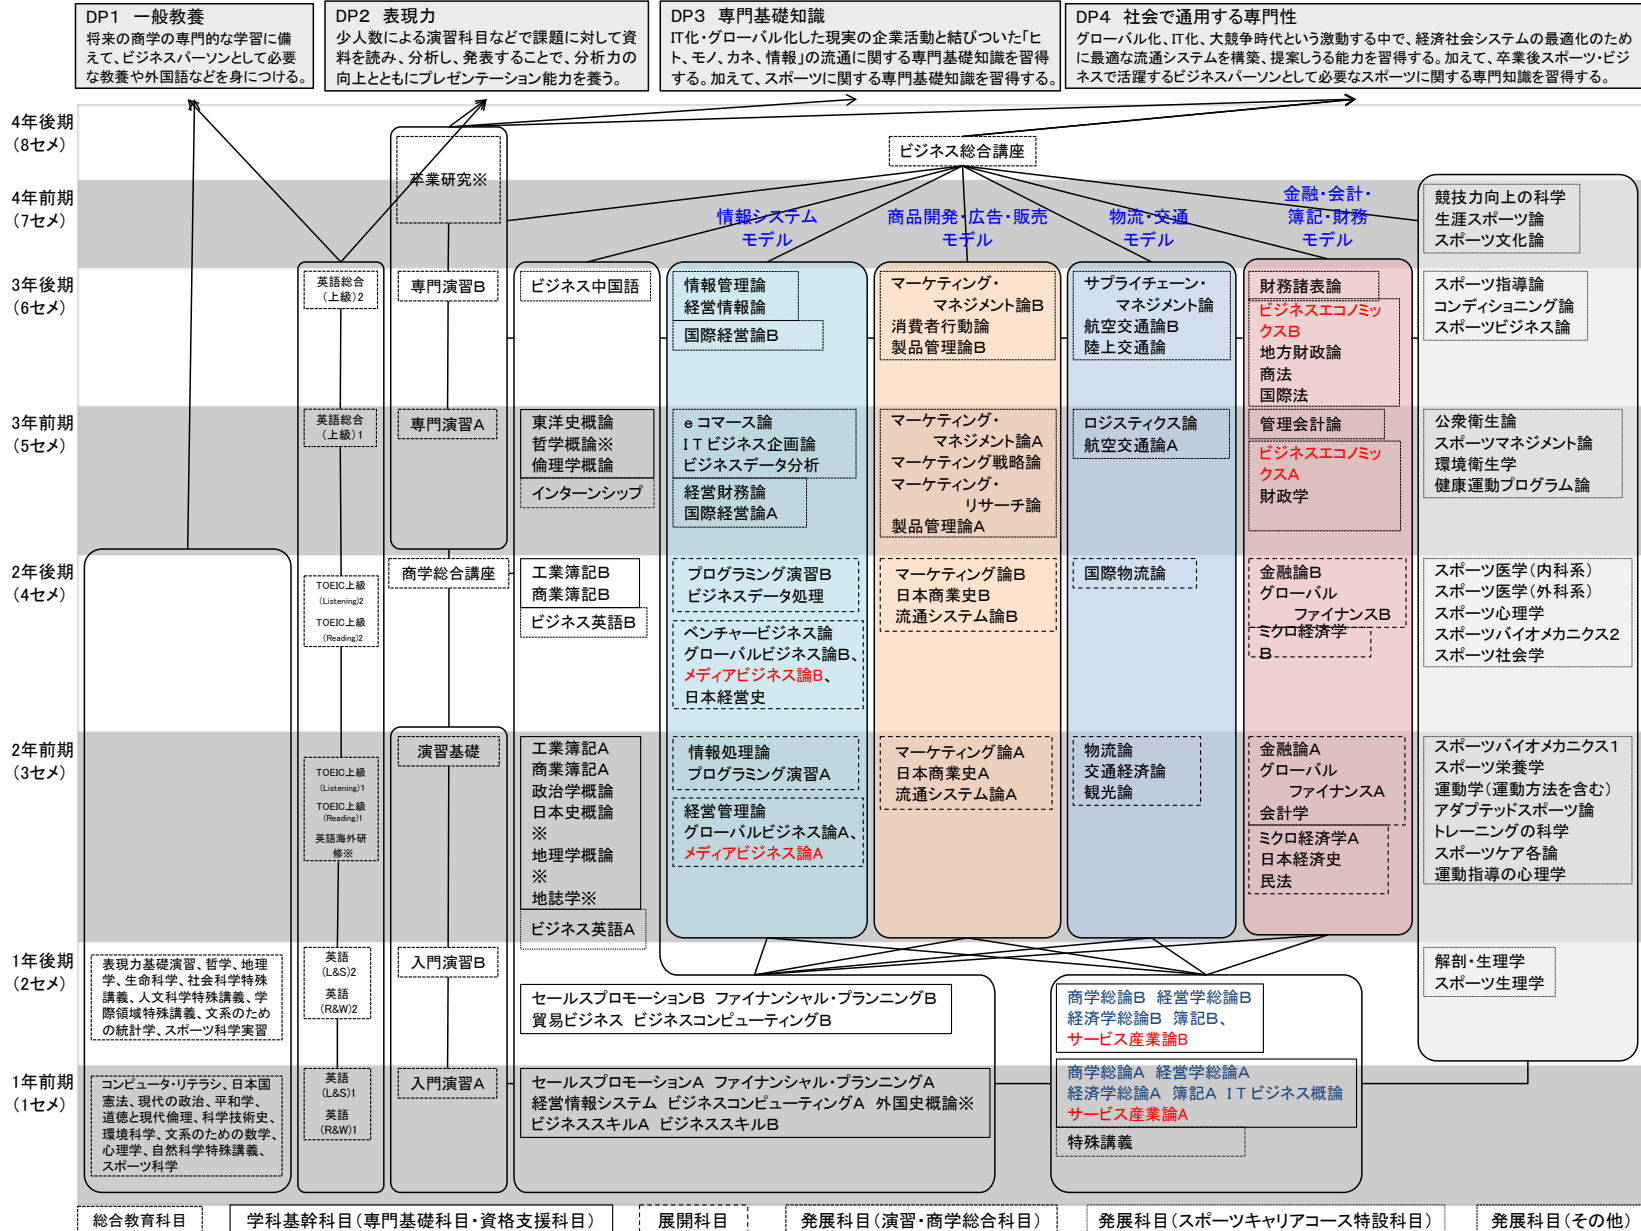 DP1 一般教養
将来の商学の専門的な学習に備
えて、ビジネスパーソンとして必要
な教養や外国語などを身につける。
DP2 表現力
少人数による演習科目などで課題に対して資
料を読み、分析し、発表することで、分析力の
向上とともにプレゼンテーション能力を養う。
DP3 専門基礎知識
IT化・グローバル化した現実の企業活動と結びついた「ヒ
ト、モノ、カネ、情報」の流通に関する専門基礎知識を習得
する。加えて、スポーツに関する専門基礎知識を習得する。
DP4 社会で通用する専門性
グローバル化、IT化、大競争時代という激動する中で、経済社会システムの最適化のため
に最適な流通システムを構築、提案しうる能力を習得する。加えて、卒業後スポーツ・ビジ
ネスで活躍するビジネスパーソンとして必要なスポーツに関する専門知識を習得する。
4年後期
(8セメ)
卒業研究※
ビジネス総合講座
4年前期
(7セメ)
情報システム
モデル
商品開発・広告・販売
モデル
物流・交通
モデル
金融・会計・
簿記・財務
モデル
競技力向上の科学
生涯スポーツ論
スポーツ文化論
3年後期
(6セメ)
英語総合
(上級)2
専門演習B
ビジネス中国語
情報管理論
経営情報論
国際経営論B
マーケティング・
マネジメント論B
消費者行動論
製品管理論B
サプライチェーン・
マネジメント論
航空交通論B
陸上交通論
財務諸表論
ビジネスエコノミッ
クスB
地方財政論
商法
国際法
スポーツ指導論
コンディショニング論
スポーツビジネス論
3年前期
(5セメ)
英語総合
(上級)1
専門演習A
東洋史概論
哲学概論※
倫理学概論
インターンシップ
eコマース論
ITビジネス企画論
ビジネスデータ分析
経営財務論
国際経営論A
マーケティング・
マネジメント論A
マーケティング戦略論
マーケティング・
リサーチ論
製品管理論A
ロジスティクス論
航空交通論A
管理会計論
ビジネスエコノミッ
クスA
財政学
公衆衛生論
スポーツマネジメント論
環境衛生学
健康運動プログラム論
2年後期
(4セメ)
TOEIC上級
(Listening)2
TOEIC上級
(Reading)2
商学総合講座
工業簿記B
商業簿記B
ビジネス英語B
プログラミング演習B
ビジネスデータ処理
ベンチャービジネス論
グローバルビジネス論B、
メディアビジネス論B、
日本経営史
マーケティング論B
日本商業史B
流通システム論B
国際物流論
金融論B
グローバル
ファイナンスB
ミクロ経済学
B
スポーツ医学(内科系)
スポーツ医学(外科系)
スポーツ心理学
スポーツバイオメカニクス2
スポーツ社会学
2年前期
(3セメ)
TOEIC上級
(Listening)1
TOEIC上級
(Reading)1
英語海外研
修※
演習基礎
工業簿記A
商業簿記A
政治学概論
日本史概論
※
地理学概論
※
地誌学※
ビジネス英語A
情報処理論
プログラミング演習A
経営管理論
グローバルビジネス論A、
メディアビジネス論A
マーケティング論A
日本商業史A
流通システム論A
物流論
交通経済論
観光論
金融論A
グローバル
ファイナンスA
会計学
ミクロ経済学A
日本経済史
民法
スポーツバイオメカニクス1
スポーツ栄養学
運動学(運動方法を含む)
アダプテッドスポーツ論
トレーニングの科学
スポーツケア各論
運動指導の心理学
1年後期
(2セメ)
表現力基礎演習、哲学、地理
学、生命科学、社会科学特殊
講義、人文科学特殊講義、学
際領域特殊講義、文系のため
の統計学、スポーツ科学実習
英語
(L&S)2
英語
(R&W)2
入門演習B
セールスプロモーションB ファイナンシャル・プランニングB
貿易ビジネス ビジネスコンピューティングB
商学総論B 経営学総論B
経済学総論B 簿記B、
サービス産業論B
解剖・生理学
スポーツ生理学
1年前期
(1セメ)
コンピュータ・リテラシ、日本国
憲法、現代の政治、平和学、
道徳と現代倫理、科学技術史、
環境科学、文系のための数学、
心理学、自然科学特殊講義、
スポーツ科学
英語
(L&S)1
英語
(R&W)1
入門演習A
セールスプロモーションA ファイナンシャル・プランニングA
経営情報システム ビジネスコンピューティングA 外国史概論※
ビジネススキルA ビジネススキルB
商学総論A 経営学総論A
経済学総論A 簿記A ITビジネス概論
サービス産業論A
特殊講義
総合教育科目
学科基幹科目(専門基礎科目・資格支援科目)
展開科目
発展科目(演習・商学総合科目)
発展科目(スポーツキャリアコース特設科目)
発展科目(その他)